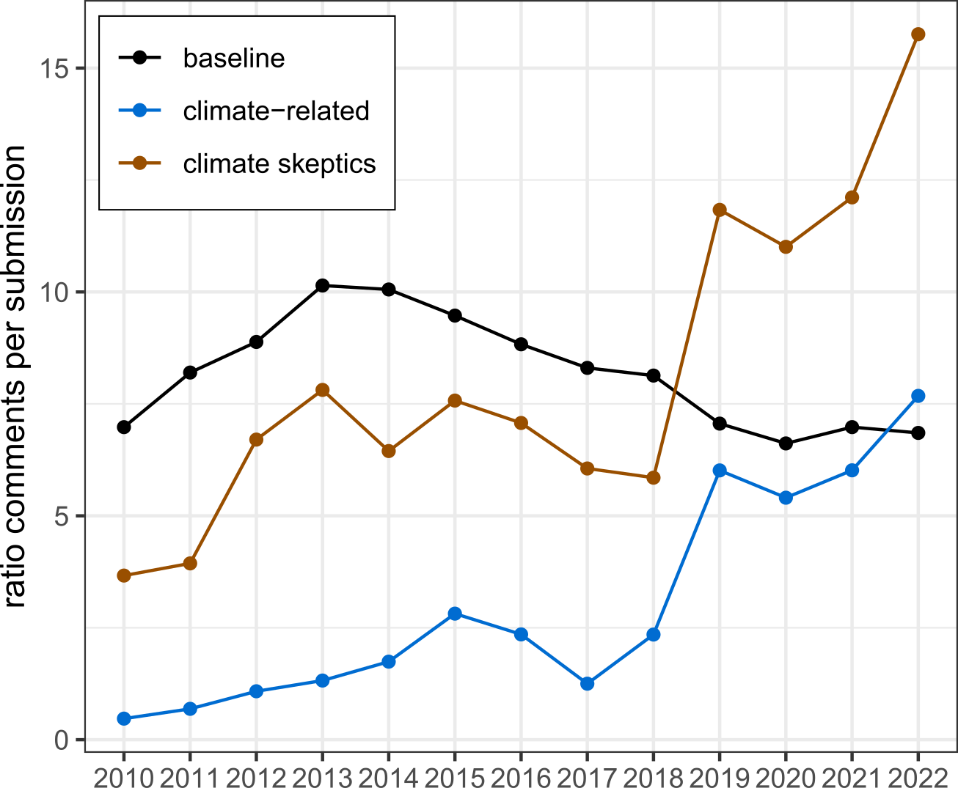 baseline
climate−related
climate skeptics
ratio comments per submission
15
10
5
0
2010 2011 2012 2013 2014 2015 2016 2017 2018 2019 2020 2021 2022